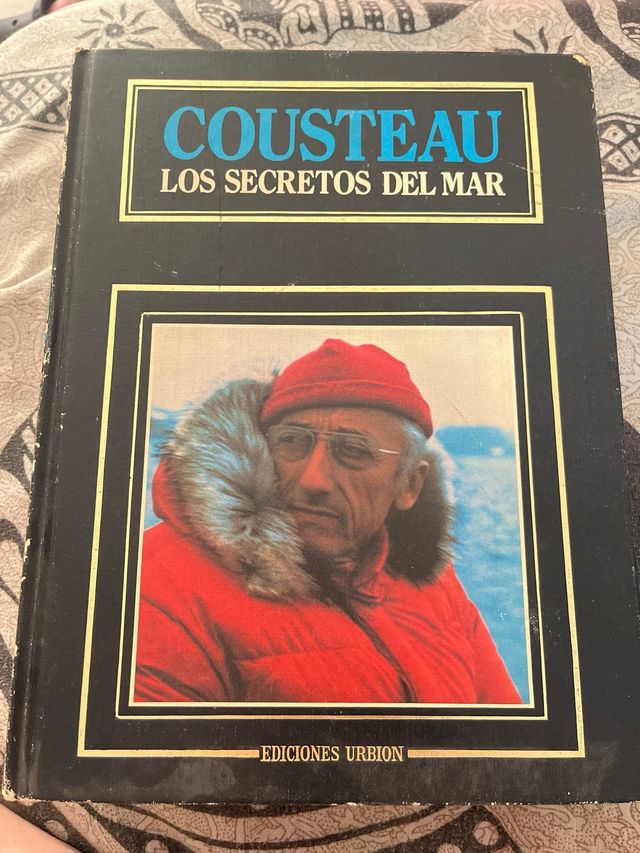 COUSTEAU
LOS SECRETOS DEL MAR
EDICIONES URBION